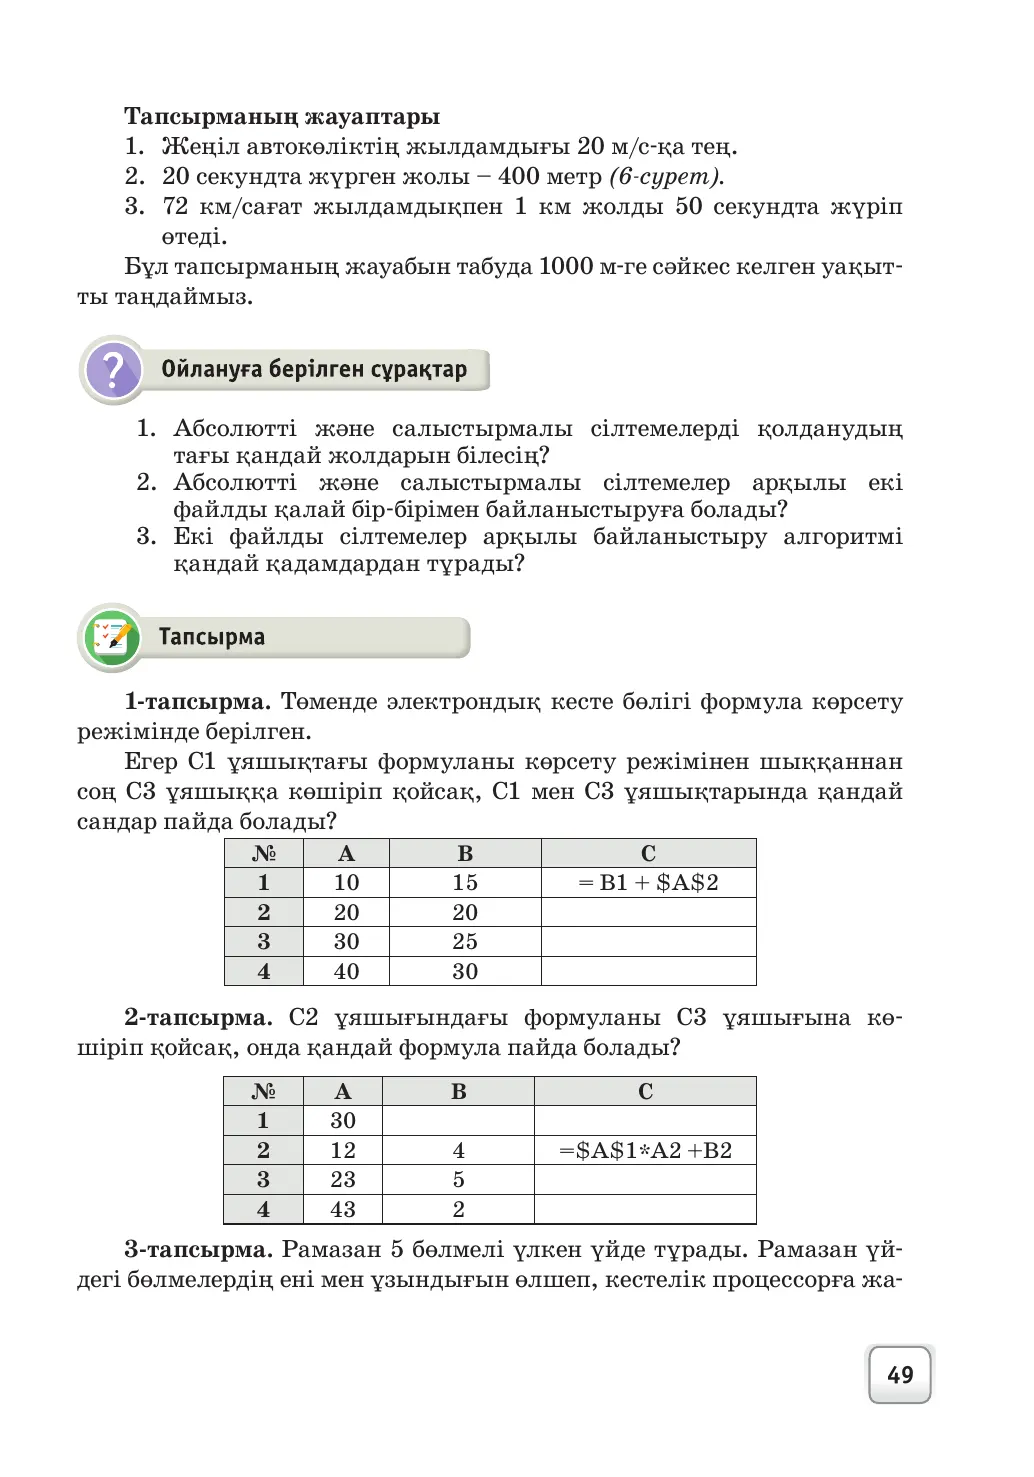 Тапсырманың жауаптары
1. Жеңіл автокөліктің жылдамдығы 20 м/с-қа тең.
2. 20 секундта жүрген жолы – 400 метр (6-сурет).
3. 72 км/сағат жылдамдықпен 1 км жолды 50 секундта жүріп
өтеді.
Бұл тапсырманың жауабын табуда 1000 м-ге сәйкес келген уақыт-
ты таңдаймыз.
?
Ойлануға берілген сұрақтар
1. Абсолютті және салыстырмалы сілтемелерді қолданудың
тағы қандай жолдарын білесің?
2. Абсолютті және салыстырмалы сілтемелер арқылы екі
файлды қалай бір-бірімен байланыстыруға болады?
3. Екі файлды сілтемелер арқылы байланыстыру алгоритмі
қандай қадамдардан тұрады?
Тапсырма
1-тапсырма. Төменде электрондық кесте бөлігі формула көрсету
режімінде берілген.
Егер С1 ұяшықтағы формуланы көрсету режімінен шыққаннан
соң С3 ұяшыққа көшіріп қойсақ, С1 мен С3 ұяшықтарында қандай
сандар пайда болады?
№ A B C
1 10 15 = B1 + $A$2
2 20 20
3 30 25
4 40 30
2-тапсырма. С2 ұяшығындағы формуланы С3 ұяшығына кө-
шіріп қойсақ, онда қандай формула пайда болады?
№ A B C
1 30
2 12 4 =$A$1*A2 +B2
3 23 5
4 43 2
3-тапсырма. Рамазан 5 бөлмелі үлкен үйде тұрады. Рамазан үй-
дегі бөлмелердің ені мен ұзындығын өлшеп, кестелік процессорға жа-
49